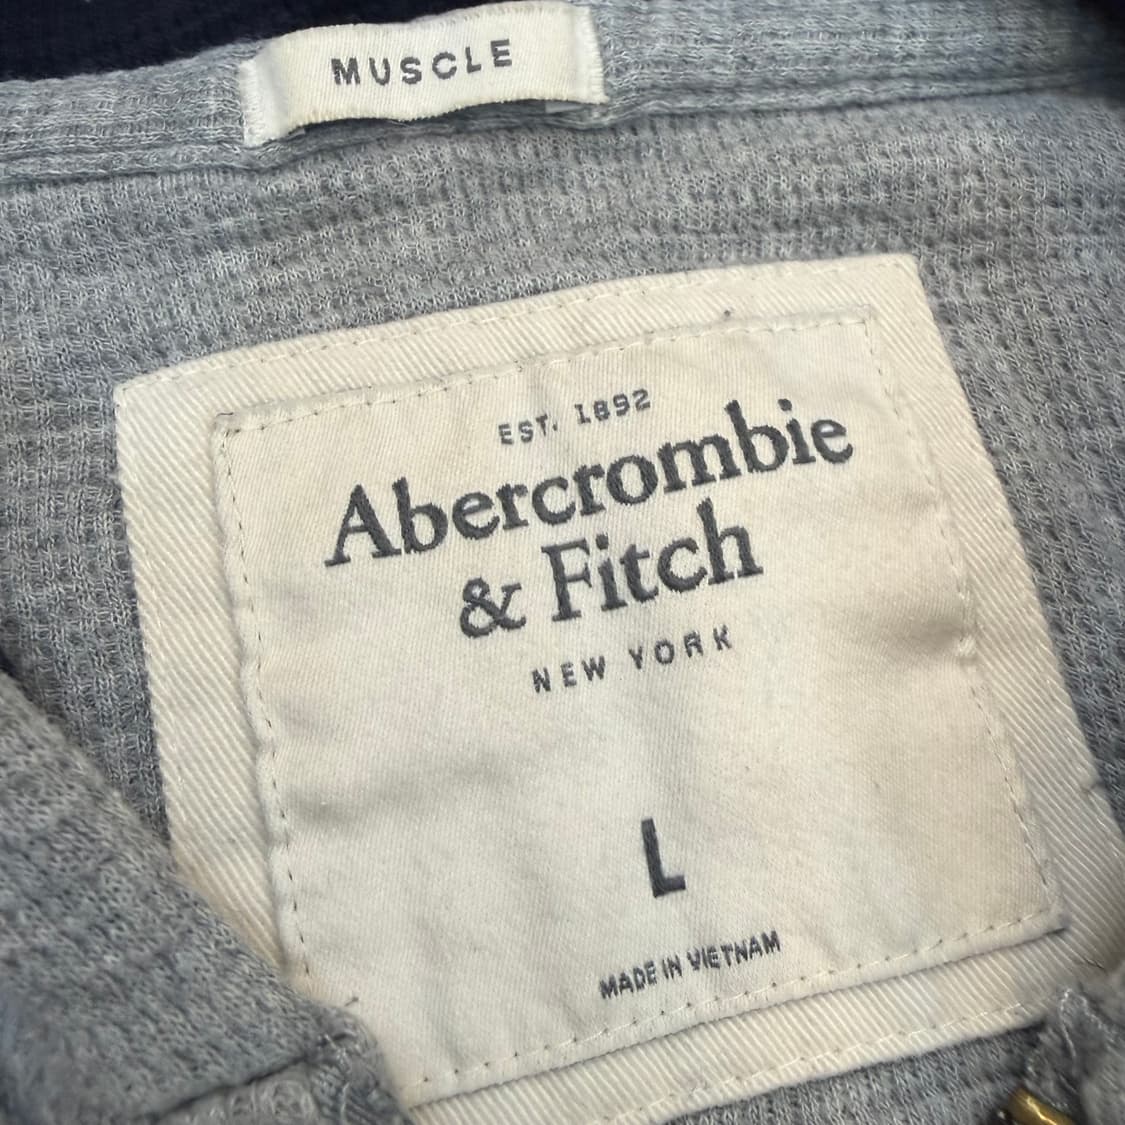 MUSCLE
EST. 1892
Abercrombie
& Fitch
NEW YORK
L
MADE IN VIETNAM